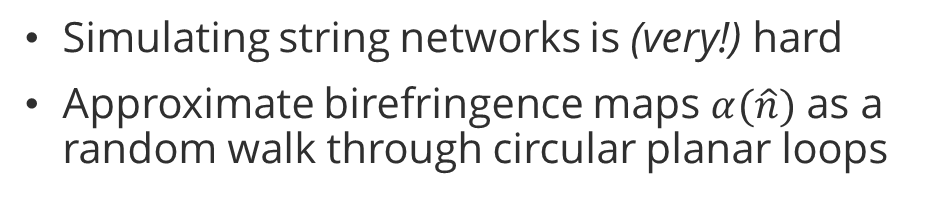 • Simulating string networks is (very!) hard
• Approximate birefringence maps α(n̂) as a
random walk through circular planar loops